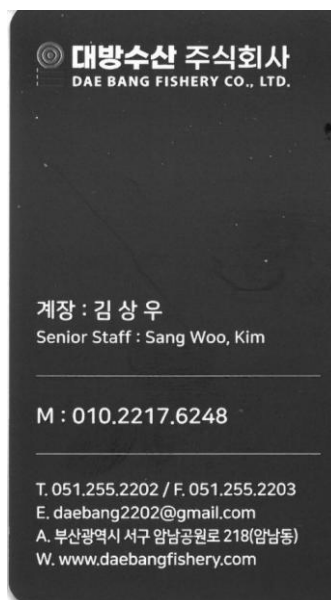 대방수산 주식회사
DAE BANG FISHERY CO., LTD.
계장 : 김 상 우
Senior Staff : Sang Woo, Kim
M : 010.2217.6248
T. 051.255.2202 / F. 051.255.2203
E. daebang2202@gmail.com
A. 부산광역시 서구 암남공원로 218(암남동)
W. www.daebangfishery.com